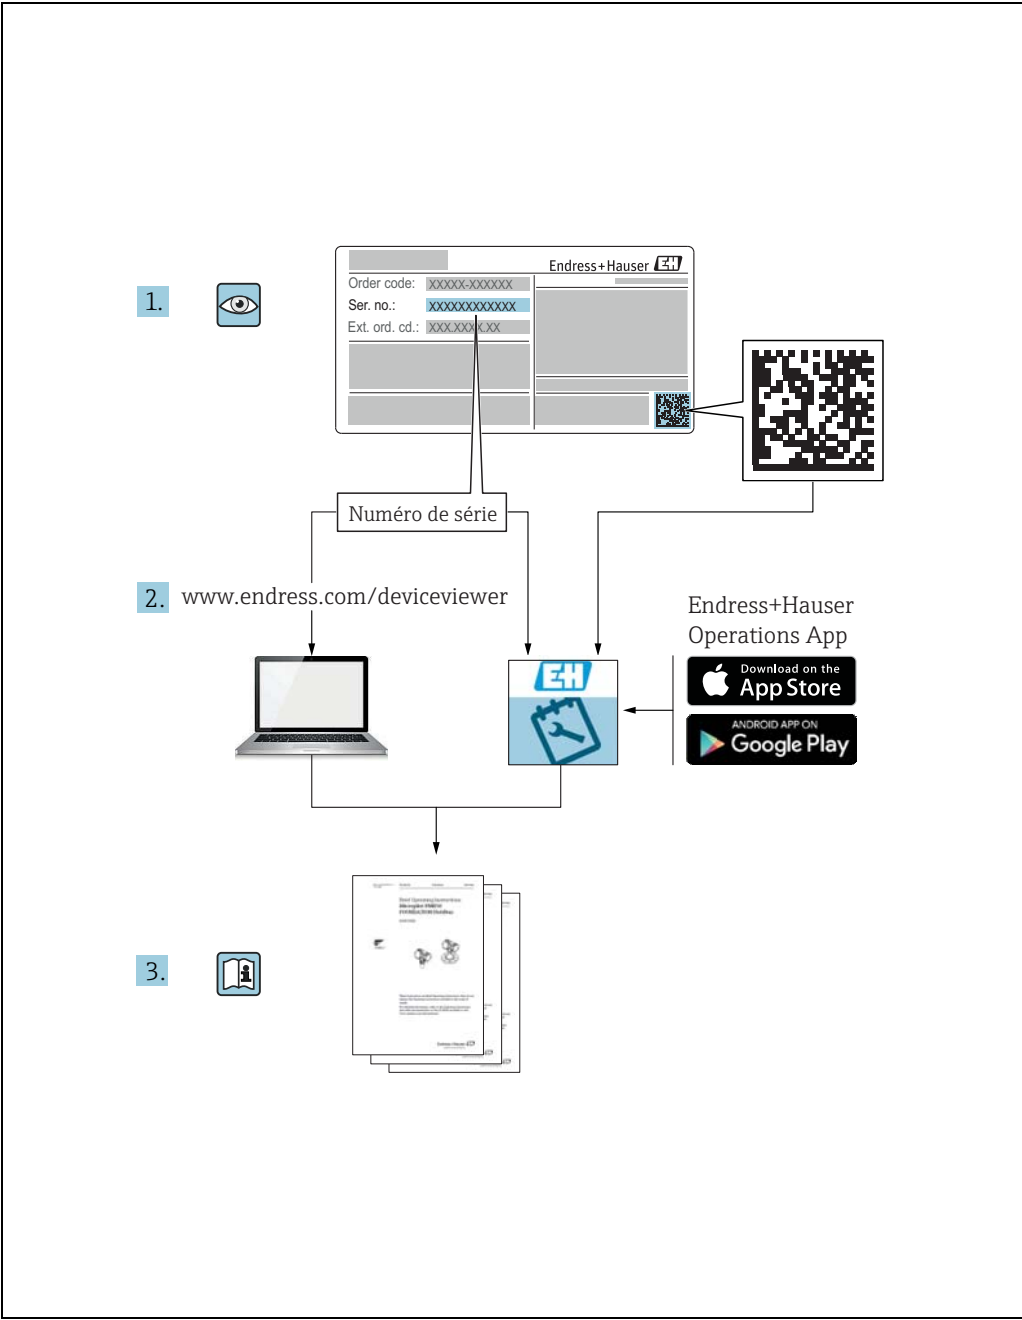 Endress+Hauser EH
Order code: XXXXX-XXXXXX
Ser. no.: XXXXXXXXXXXX
Ext. ord. cd.: XXX.XXXX.XX
1.
Numéro de série
2. www.endress.com/deviceviewer
Endress+Hauser
Operations App
Download on the
App Store
EH
ANDROID APP ON
Google Play
3.